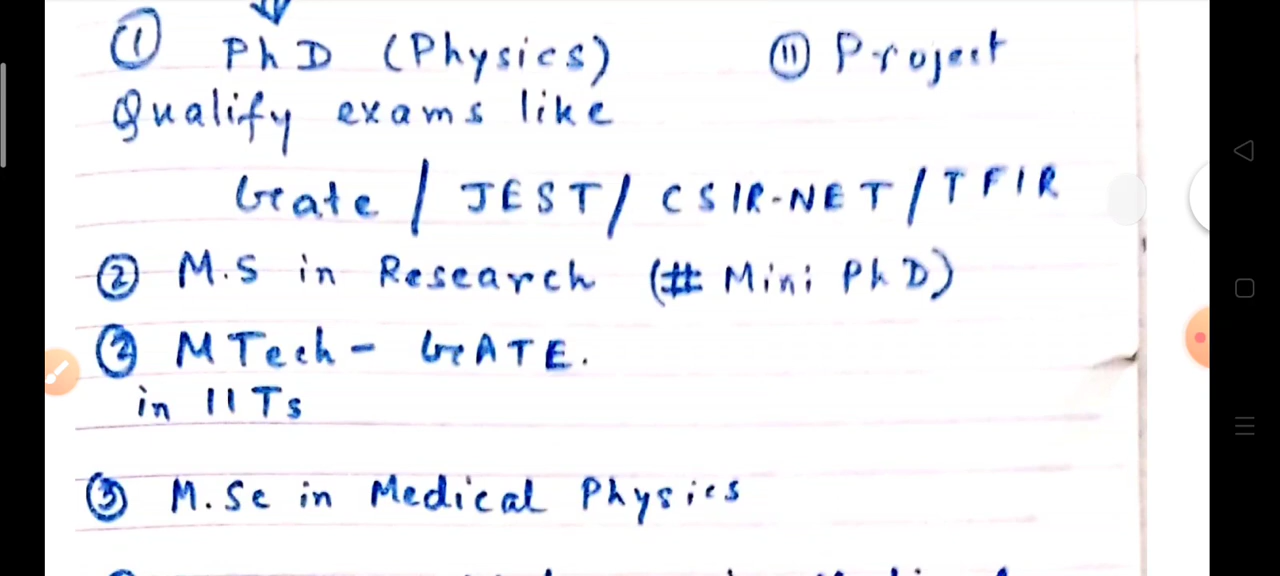 ① PhD (Physics) ⑪ Project
Qualify exams like
Gate / JEST / CSIR-NET / TFIR
② M.S in Research (# Mini PhD)
② MTech - GATE.
in IITs
③ M.Sc in Medical Physics